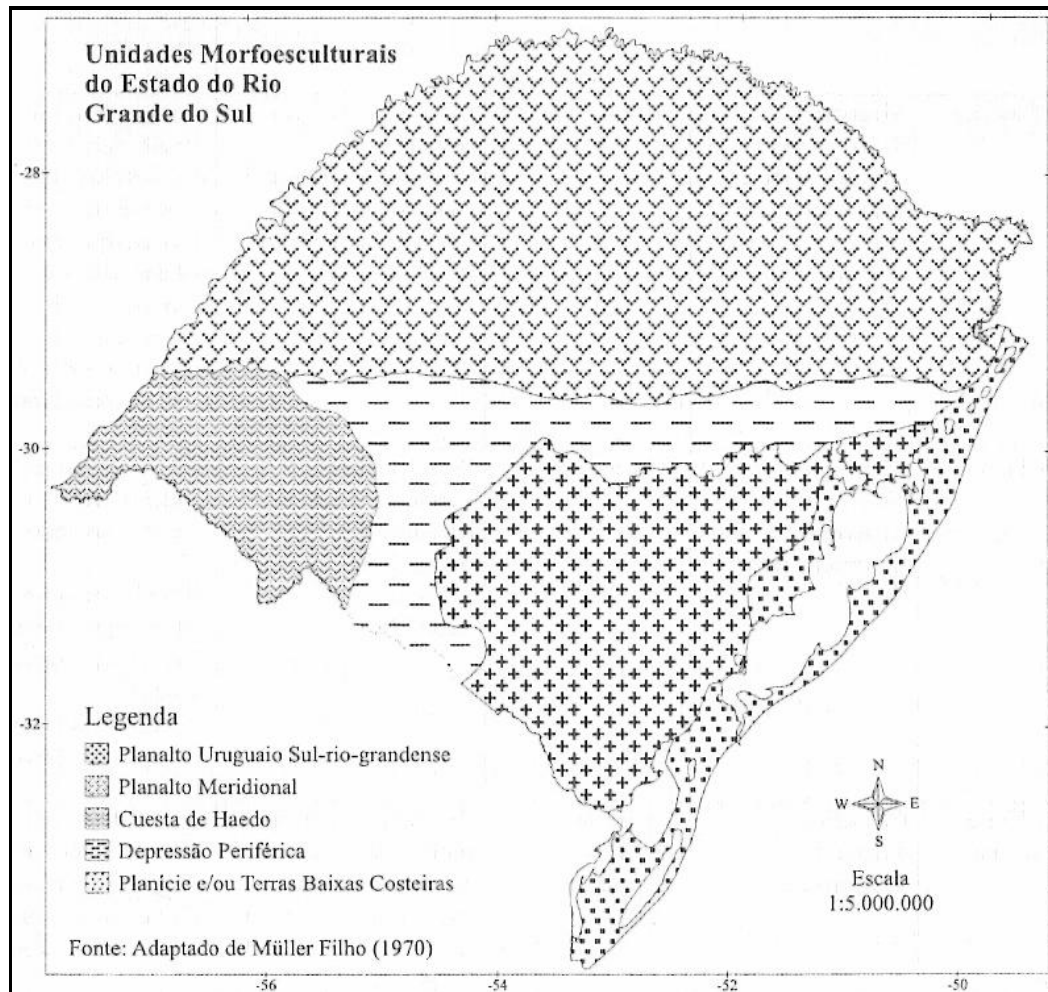 Unidades Morfoesculturais
do Estado do Rio
Grande do Sul
-28
-30
-32
Legenda
Planalto Uruguaio Sul-rio-grandense
Planalto Meridional
Cuesta de Haedo
Depressão Periférica
Planície e/ou Terras Baixas Costeiras
N
W E
S
Escala
1:5.000.000
Fonte: Adaptado de Müller Filho (1970)
-56 -54 -52 -50